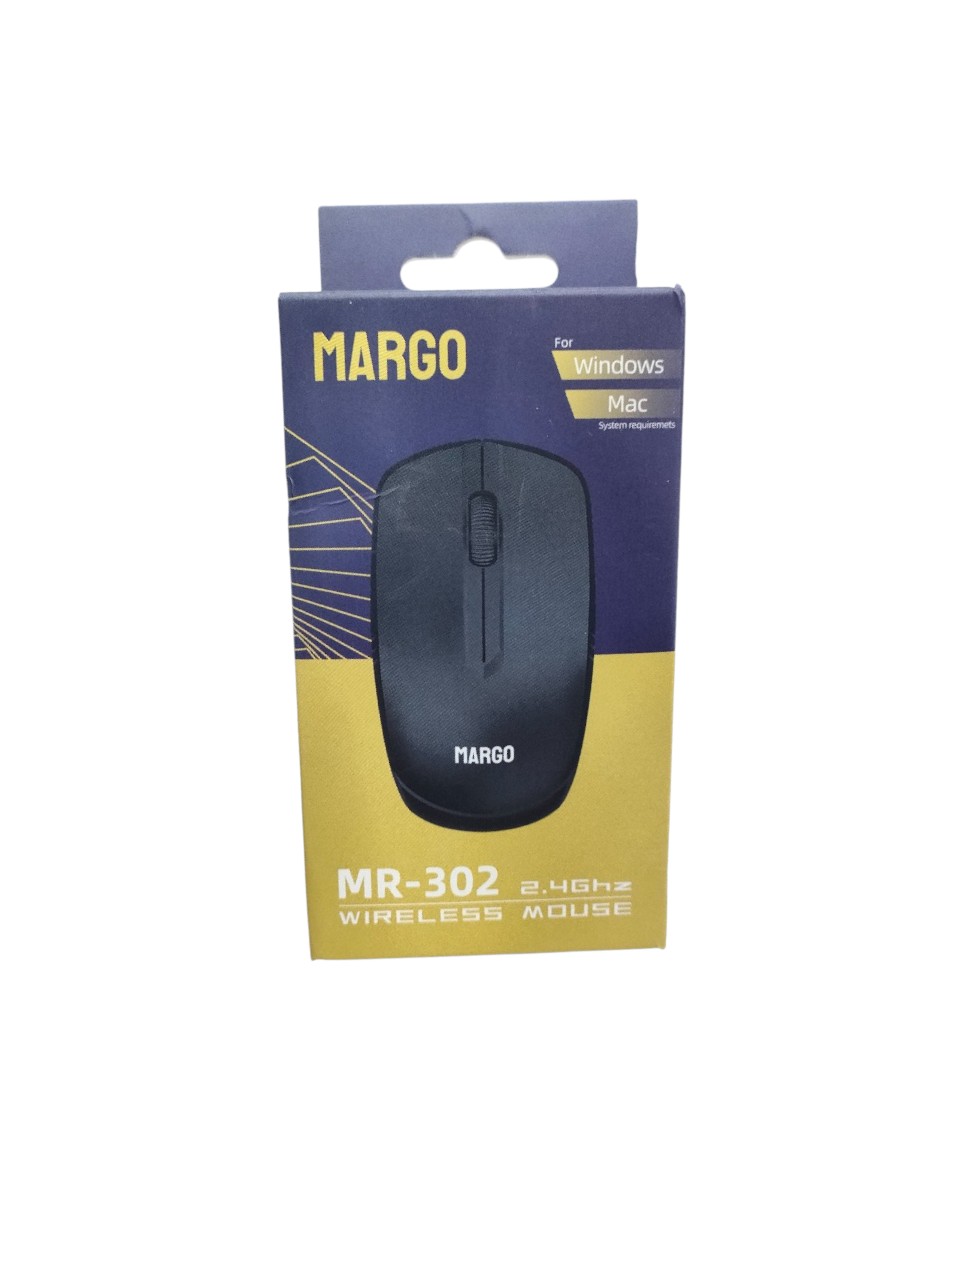 MARGO
For
Windows
Mac
System requiremets
MARGO
MR-302 2.4Ghz
WIRELESS MOUSE